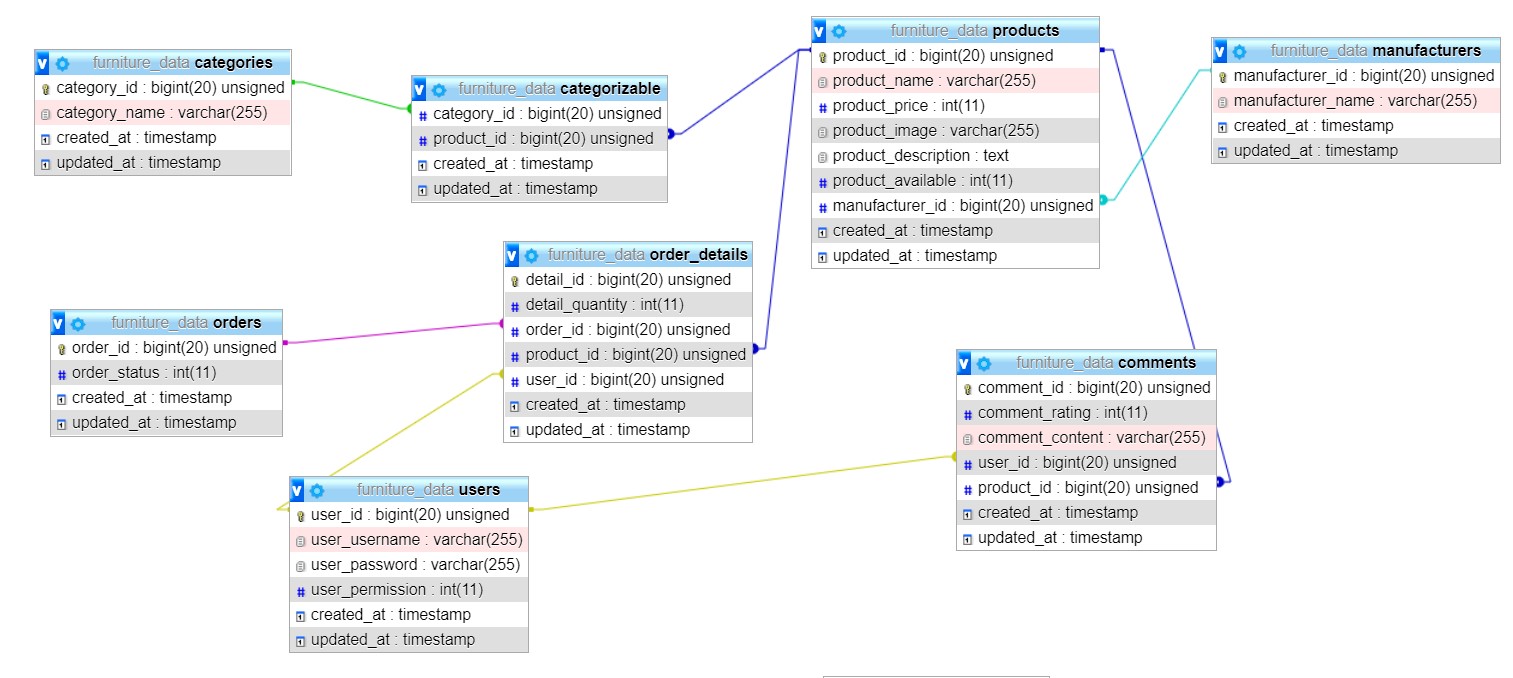 furniture_data categories
category_id : bigint(20) unsigned
category_name : varchar(255)
created_at : timestamp
updated_at : timestamp
furniture_data categorizable
category_id : bigint(20) unsigned
product_id : bigint(20) unsigned
created_at : timestamp
updated_at : timestamp
furniture_data products
product_id : bigint(20) unsigned
product_name : varchar(255)
product_price : int(11)
product_image : varchar(255)
product_description : text
product_available : int(11)
manufacturer_id : bigint(20) unsigned
created_at : timestamp
updated_at : timestamp
furniture_data manufacturers
manufacturer_id : bigint(20) unsigned
manufacturer_name : varchar(255)
created_at : timestamp
updated_at : timestamp
furniture_data order_details
detail_id : bigint(20) unsigned
detail_quantity : int(11)
order_id : bigint(20) unsigned
product_id : bigint(20) unsigned
user_id : bigint(20) unsigned
created_at : timestamp
updated_at : timestamp
furniture_data orders
order_id : bigint(20) unsigned
order_status : int(11)
created_at : timestamp
updated_at : timestamp
furniture_data comments
comment_id : bigint(20) unsigned
comment_rating : int(11)
comment_content : varchar(255)
user_id : bigint(20) unsigned
product_id : bigint(20) unsigned
created_at : timestamp
updated_at : timestamp
furniture_data users
user_id : bigint(20) unsigned
user_username : varchar(255)
user_password : varchar(255)
user_permission : int(11)
created_at : timestamp
updated_at : timestamp